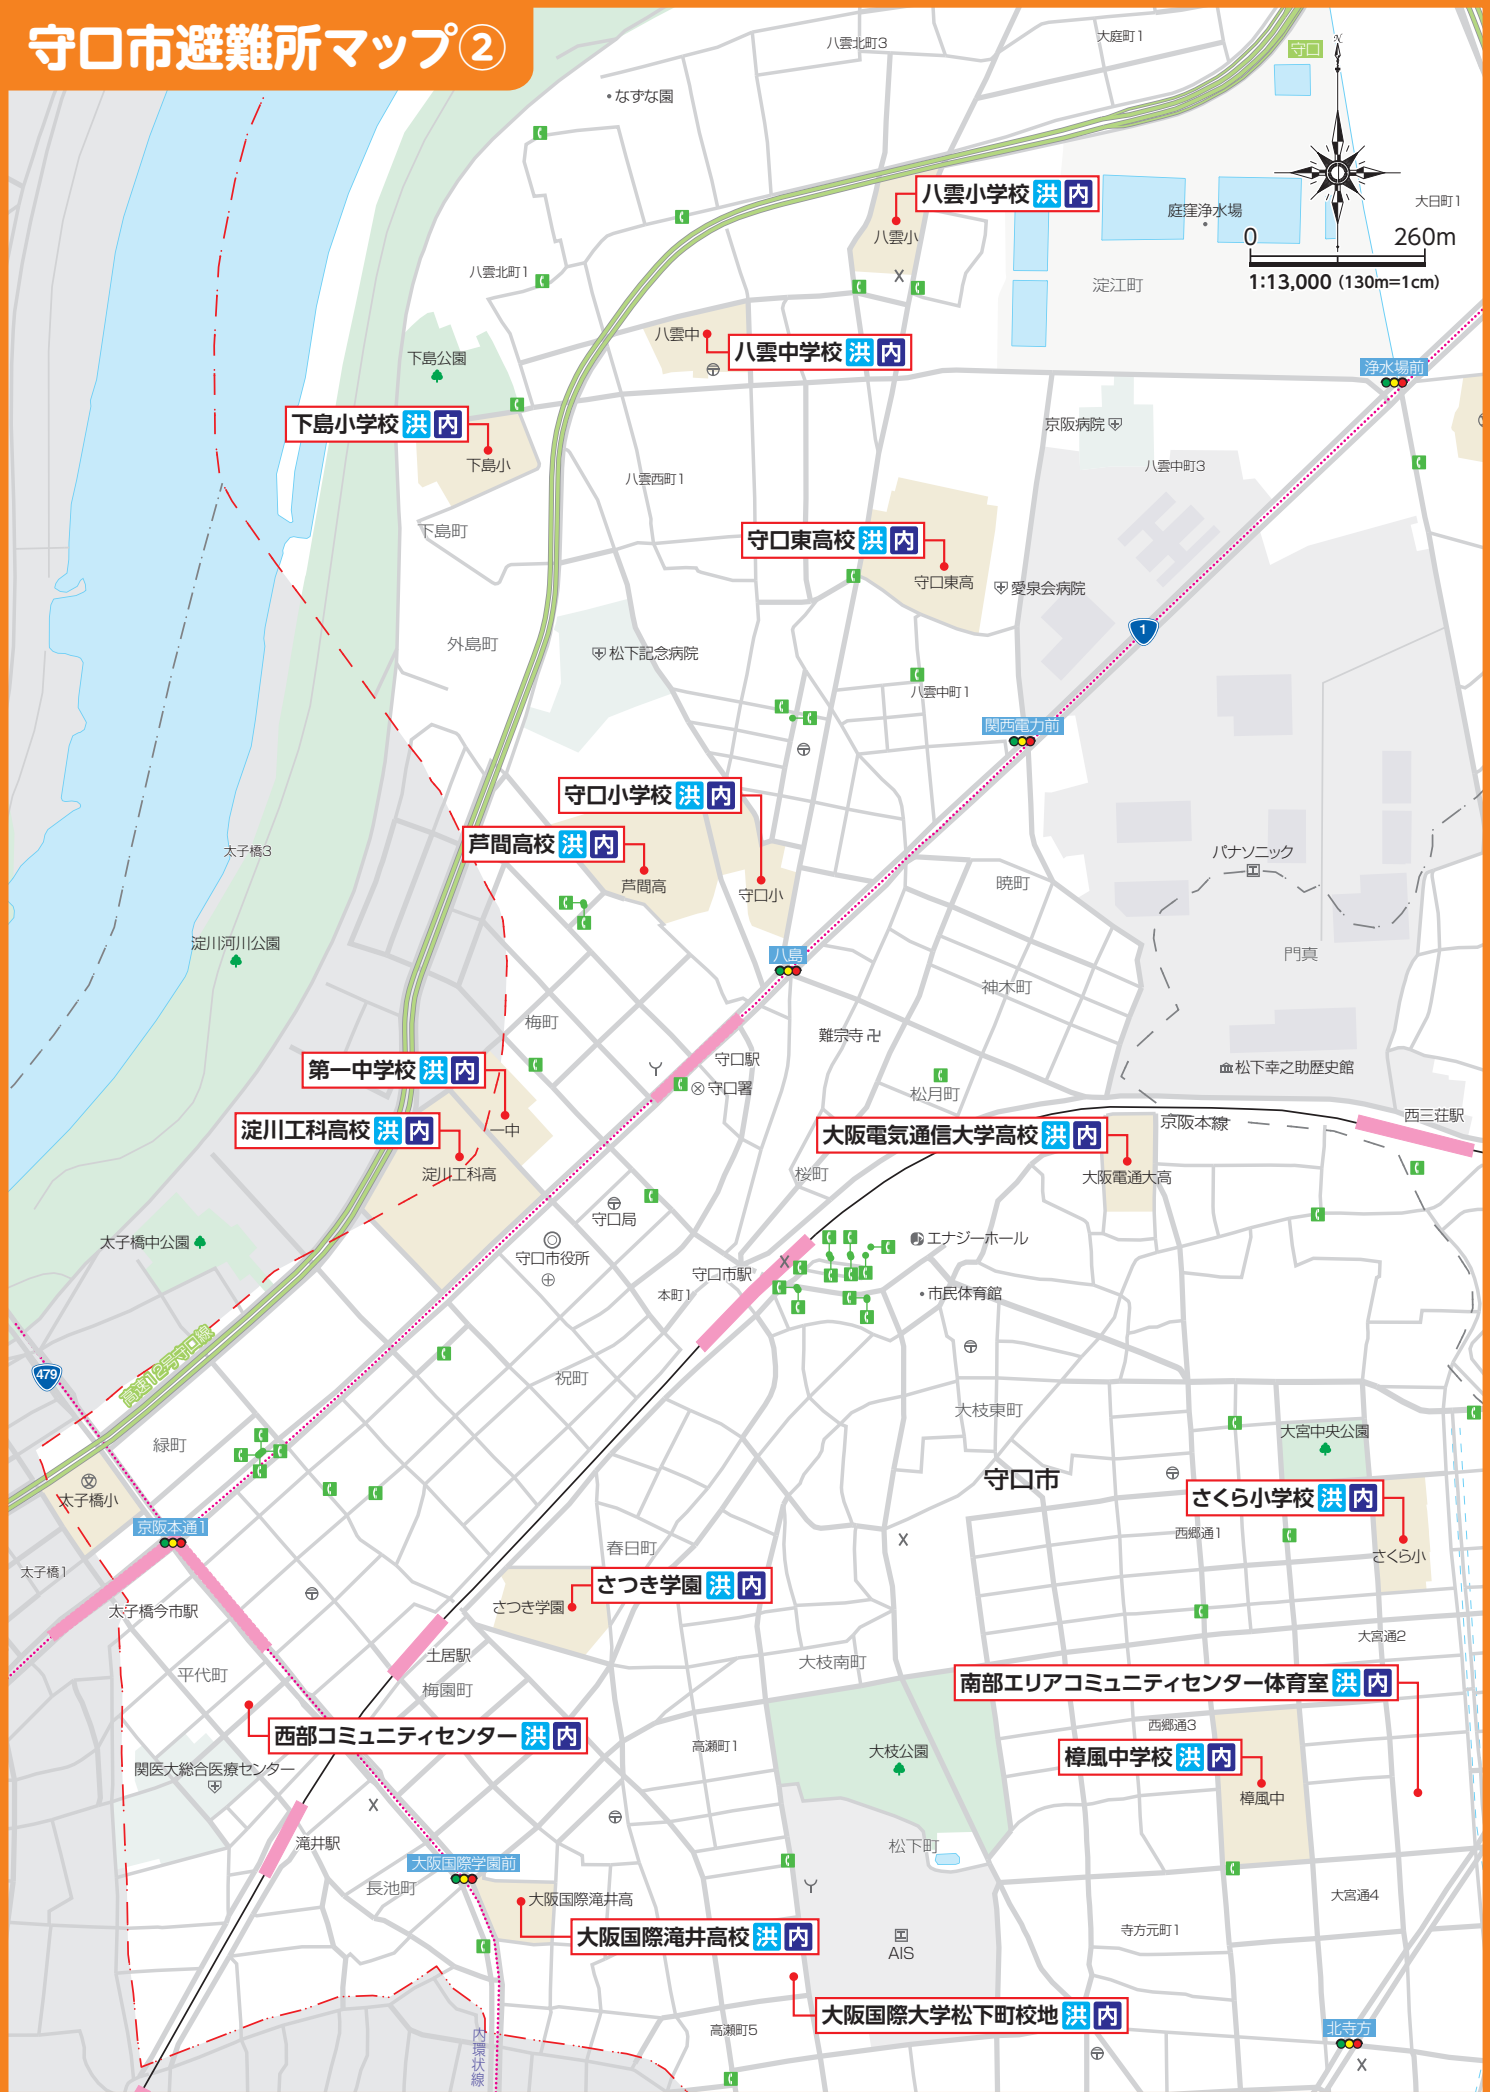 守口市避難所マップ②
八雲北町3
大庭町1
守口
N
なずな園
八雲小学校 洪 内
大日町1
庭窪浄水場
八雲小
0 260m
1:13,000 (130m=1cm)
八雲北町1
淀江町
八雲中
八雲中学校 洪 内
下島公園
浄水場前
下島小学校 洪 内
京阪病院
下島小
八雲中町3
八雲西町1
下島町
守口東高校 洪 内
守口東高
愛泉会病院
1
外島町
松下記念病院
八雲中町1
関西電力前
守口小学校 洪 内
芦間高校 洪 内
太子橋3
パナソニック
芦間高
守口小
暁町
淀川河川公園
八島
門真
神木町
梅町
難宗寺
守口駅
第一中学校 洪 内
松下幸之助歴史館
守口署
松月町
西三荘駅
京阪本線
淀川工科高校 洪 内
一中
大阪電気通信大学高校 洪 内
淀川工科高
桜町
大阪電通大高
守口局
太子橋中公園
エナジーホール
守口市役所
守口市駅
本町1
市民体育館
高速12号守口線
479
祝町
大枝東町
緑町
大宮中央公園
守口市
太子橋小
さくら小学校 洪 内
京阪本通1
西郷通1
春日町
さくら小
太子橋1
さつき学園 洪 内
さつき学園
太子橋今市駅
大宮通2
土居駅
大枝南町
平代町
梅園町
南部エリアコミュニティセンター体育室 洪 内
西郷通3
西部コミュニティセンター 洪 内
高瀬町1
大枝公園
樟風中学校 洪 内
関医大総合医療センター
樟風中
滝井駅
松下町
大阪国際学園前
長池町
大阪国際滝井高
大宮通4
寺方元町1
大阪国際滝井高校 洪 内
AIS
大阪国際大学松下町校地 洪 内
高瀬町5
北寺方
内環状線